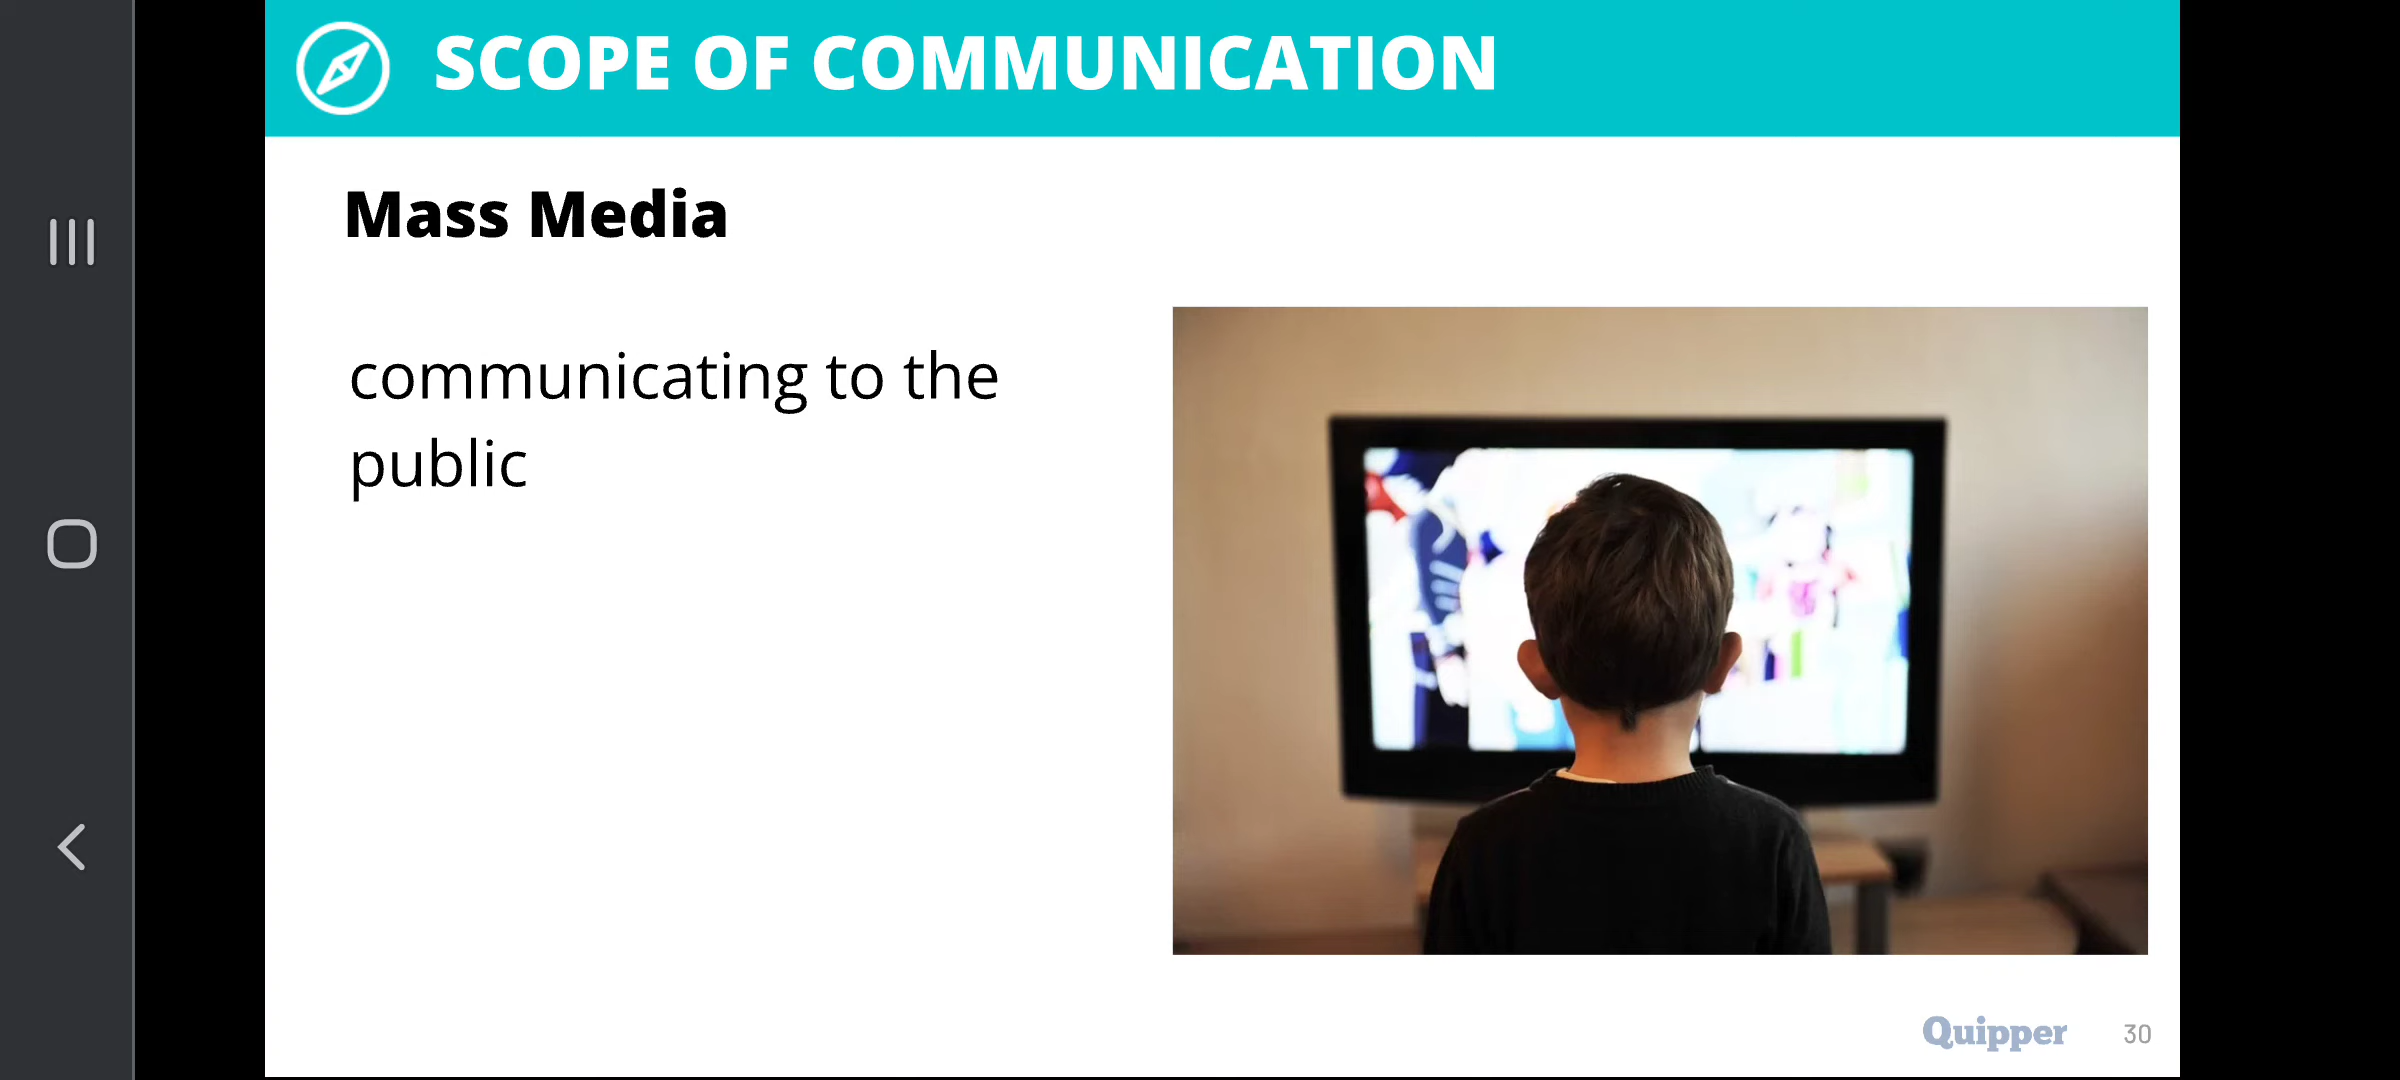 SCOPE OF COMMUNICATION
Mass Media
communicating to the
public
Quipper 30